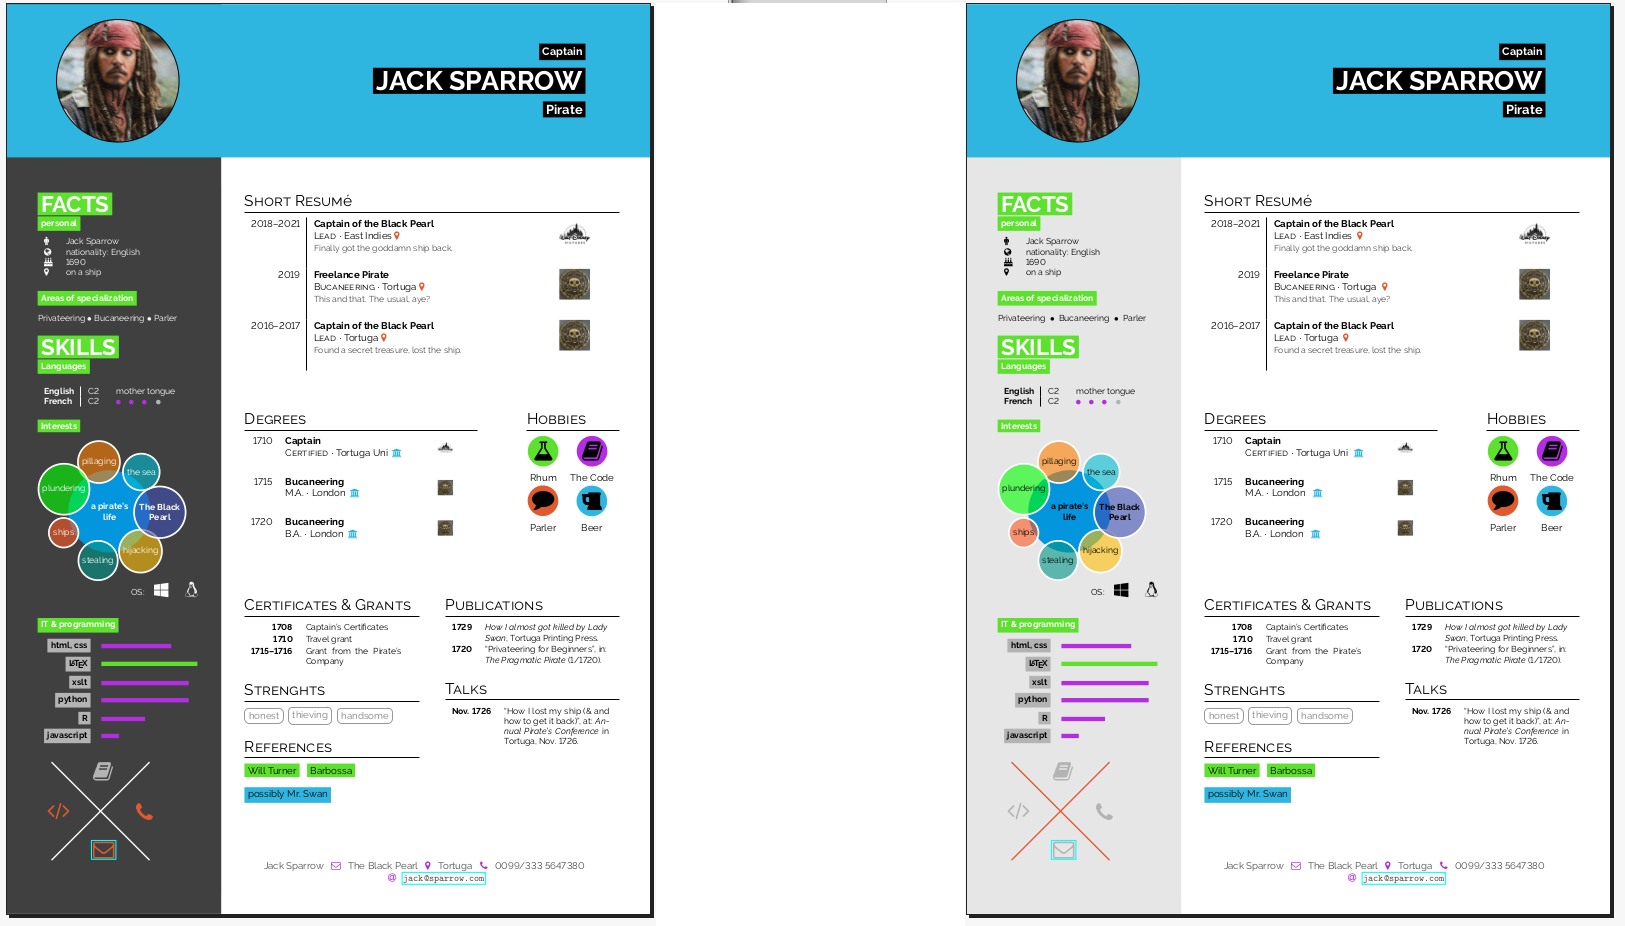 Captain
JACK SPARROW
Pirate
FACTS
personal
Jack Sparrow
nationality: English
1690
on a ship
Areas of specialization
Privateering ● Bucaneering ● Parler
SKILLS
Languages
English C2 mother tongue
French C2
Interests
pillaging
the sea
plundering
a pirate's
life
The Black
Pearl
ships
hijacking
stealing
OS:
IT & programming
html, css
LATEX
xslt
python
R
javascript
SHORT RESUMé
2018–2021 Captain of the Black Pearl
LEAD · East Indies
Finally got the goddamn ship back.
2019 Freelance Pirate
BUCANEERING · Tortuga
This and that. The usual, aye?
2016–2017 Captain of the Black Pearl
LEAD · Tortuga
Found a secret treasure, lost the ship.
DEGREES
1710 Captain
CERTIFIED · Tortuga Uni
1715 Bucaneering
M.A. · London
1720 Bucaneering
B.A. · London
HOBBIES
Rhum The Code
Parler Beer
CERTIFICATES & GRANTS
1708 Captain's Certificates
1710 Travel grant
1715–1716 Grant from the Pirate's
Company
PUBLICATIONS
1729 How I almost got killed by Lady
Swan, Tortuga Printing Press.
1720 "Privateering for Beginners", in:
The Pragmatic Pirate (1/1720).
STRENGHTS
honest thieving handsome
TALKS
Nov. 1726 "How I lost my ship (& and
how to get it back)", at: An-
nual Pirate's Conference in
Tortuga, Nov. 1726.
REFERENCES
Will Turner Barbossa
possibly Mr. Swan
Jack Sparrow The Black Pearl Tortuga 0099/333 5647380
@ jack@sparrow.com
Captain
JACK SPARROW
Pirate
FACTS
personal
Jack Sparrow
nationality: English
1690
on a ship
Areas of specialization
Privateering ● Bucaneering ● Parler
SKILLS
Languages
English C2 mother tongue
French C2
Interests
pillaging
the sea
plundering
a pirate's
life
The Black
Pearl
ships
hijacking
stealing
OS:
IT & programming
html, css
LATEX
xslt
python
R
javascript
SHORT RESUMé
2018–2021 Captain of the Black Pearl
LEAD · East Indies
Finally got the goddamn ship back.
2019 Freelance Pirate
BUCANEERING · Tortuga
This and that. The usual, aye?
2016–2017 Captain of the Black Pearl
LEAD · Tortuga
Found a secret treasure, lost the ship.
DEGREES
1710 Captain
CERTIFIED · Tortuga Uni
1715 Bucaneering
M.A. · London
1720 Bucaneering
B.A. · London
HOBBIES
Rhum The Code
Parler Beer
CERTIFICATES & GRANTS
1708 Captain's Certificates
1710 Travel grant
1715–1716 Grant from the Pirate's
Company
PUBLICATIONS
1729 How I almost got killed by Lady
Swan, Tortuga Printing Press.
1720 "Privateering for Beginners", in:
The Pragmatic Pirate (1/1720).
STRENGHTS
honest thieving handsome
TALKS
Nov. 1726 "How I lost my ship (& and
how to get it back)", at: An-
nual Pirate's Conference in
Tortuga, Nov. 1726.
REFERENCES
Will Turner Barbossa
possibly Mr. Swan
Jack Sparrow The Black Pearl Tortuga 0099/333 5647380
@ jack@sparrow.com